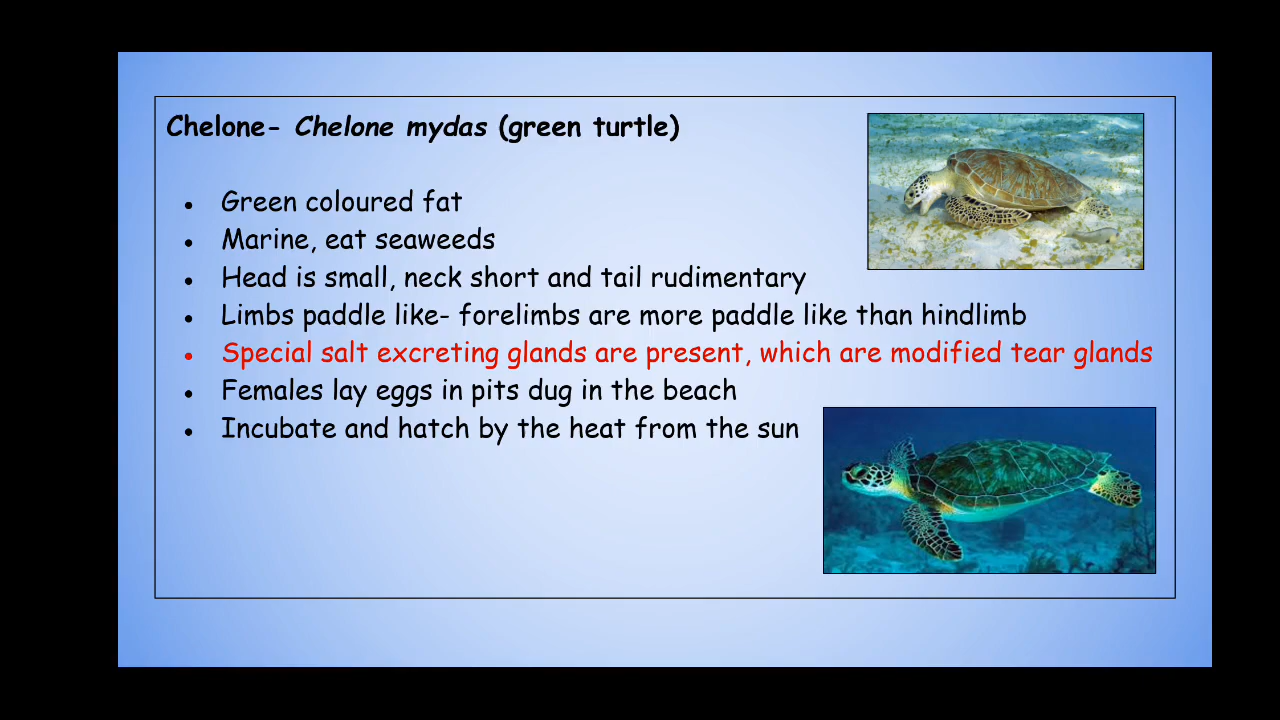 Chelone- Chelone mydas (green turtle)
● Green coloured fat
● Marine, eat seaweeds
● Head is small, neck short and tail rudimentary
● Limbs paddle like- forelimbs are more paddle like than hindlimb
● Special salt excreting glands are present, which are modified tear glands
● Females lay eggs in pits dug in the beach
● Incubate and hatch by the heat from the sun